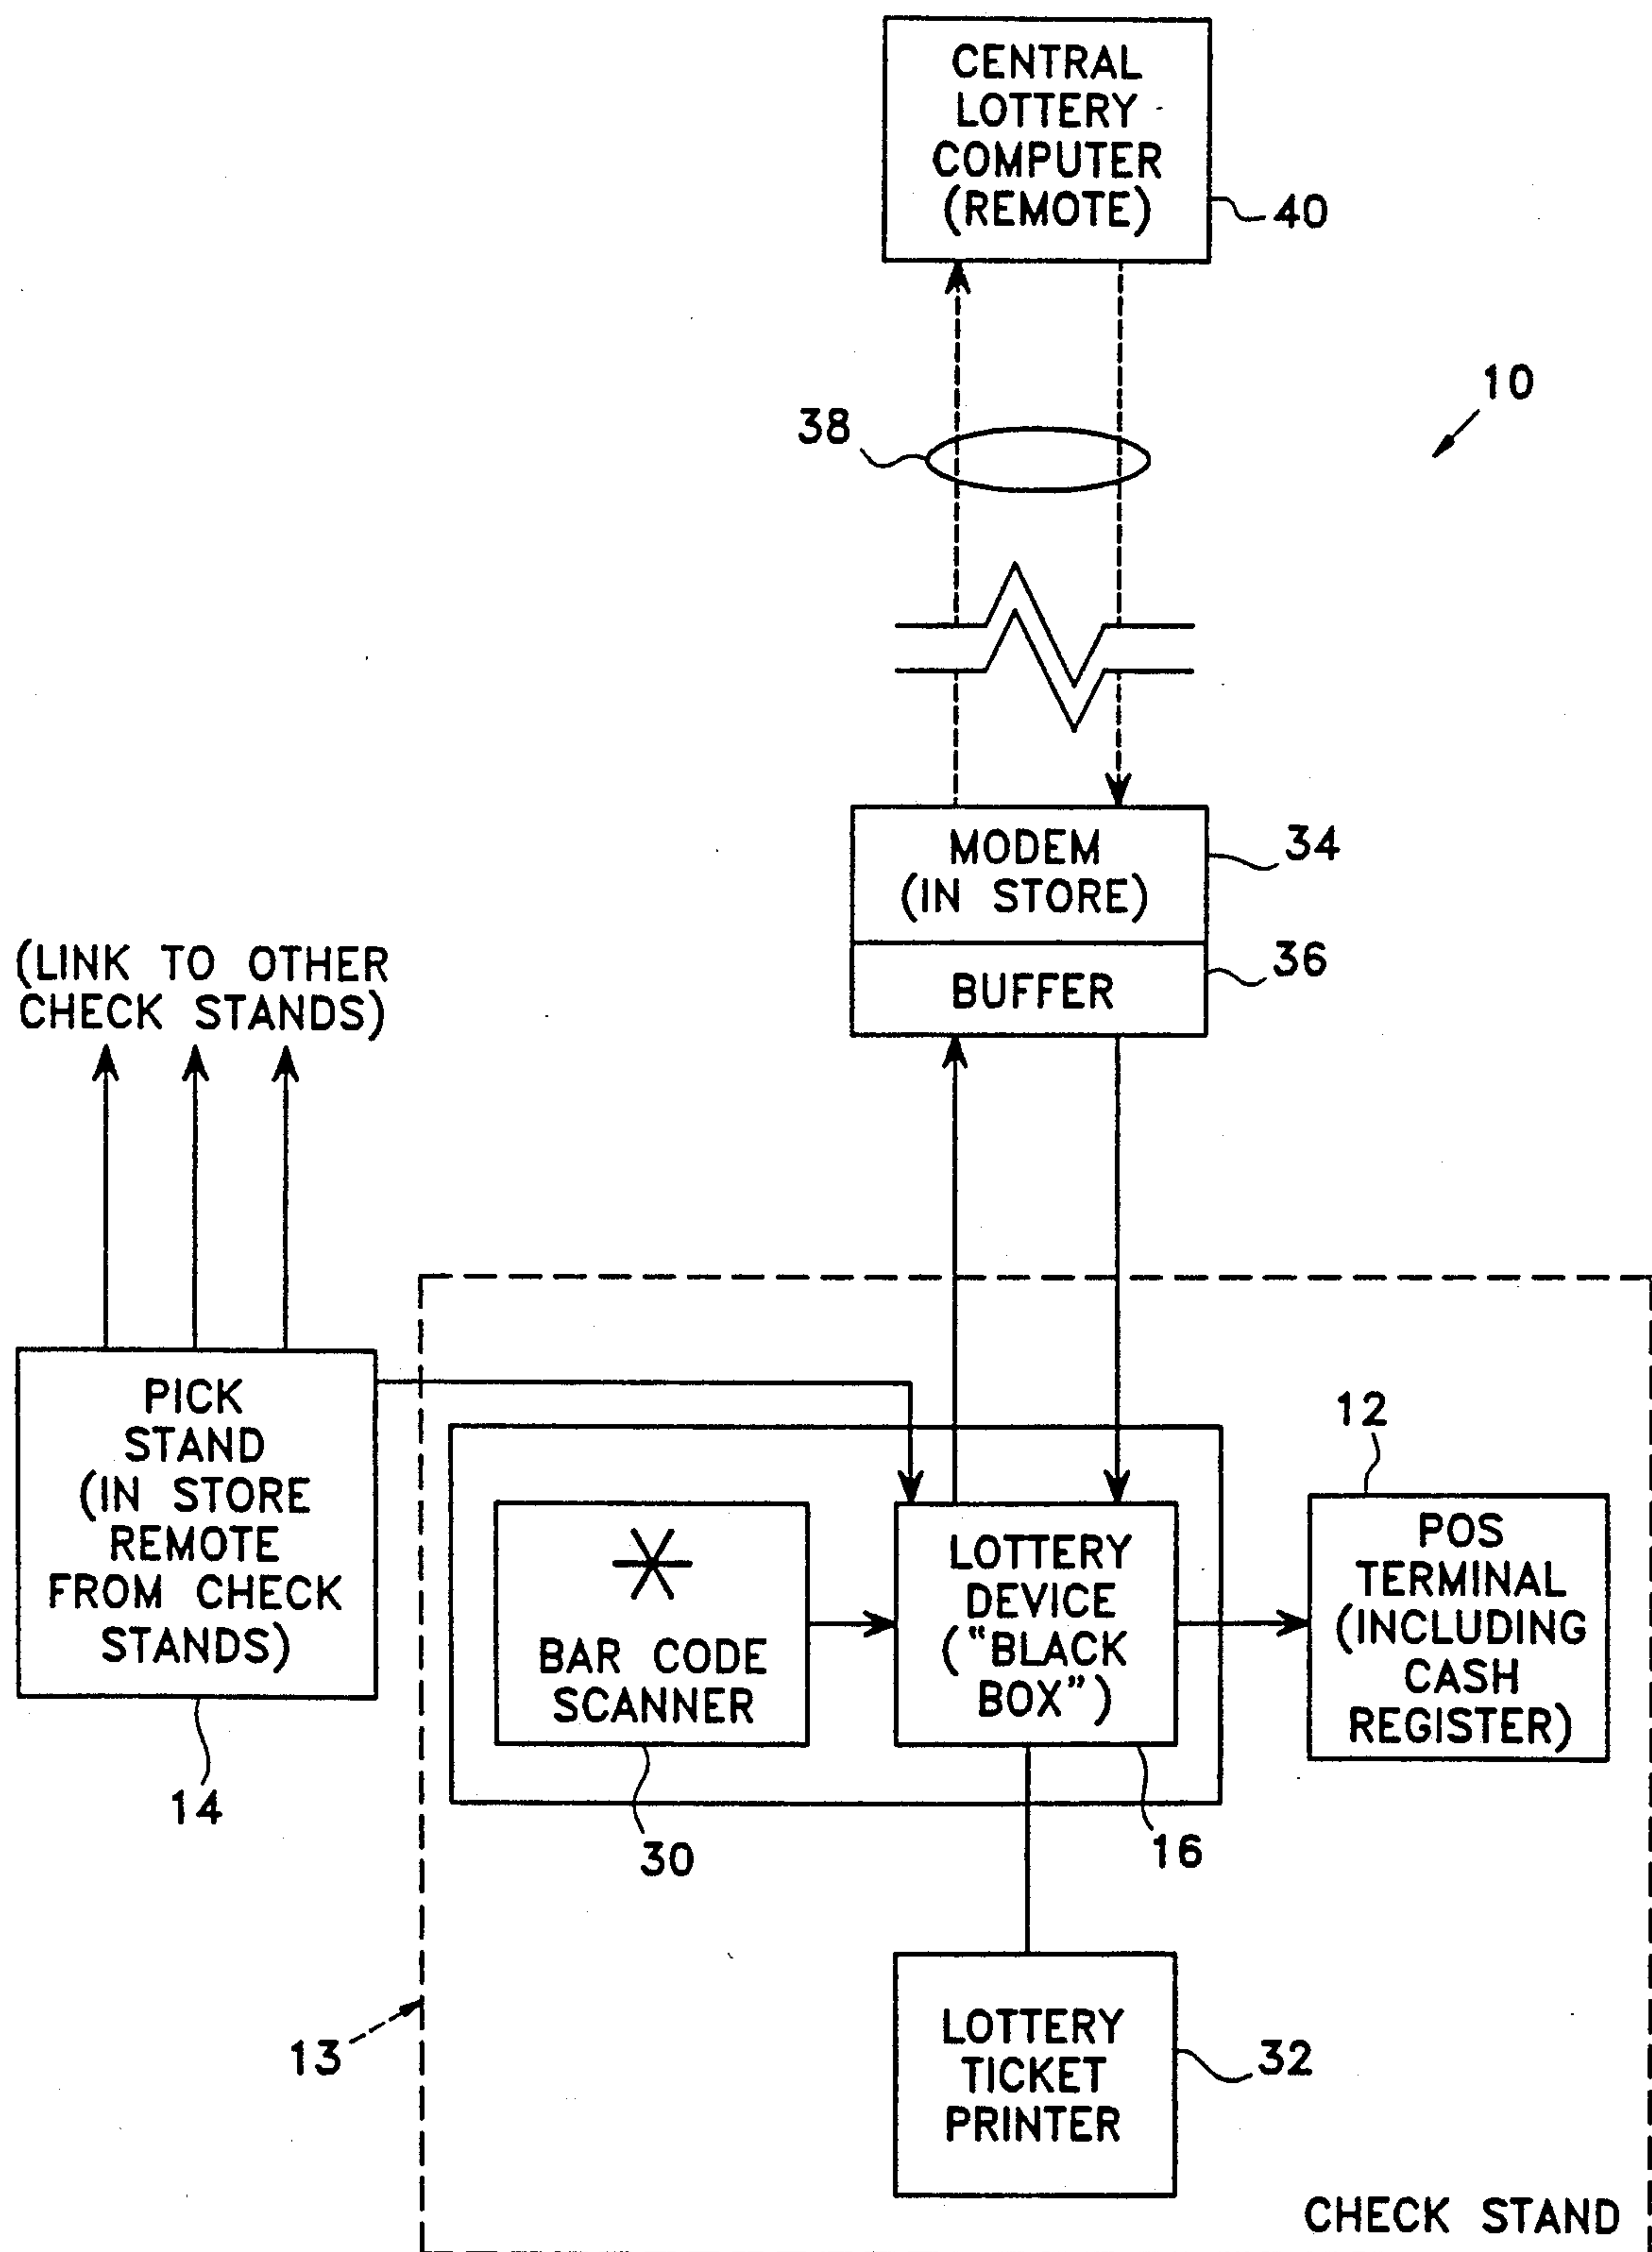 CENTRAL
LOTTERY
COMPUTER
(REMOTE)
40
10
38
MODEM
(IN STORE)
34
BUFFER
36
(LINK TO OTHER
CHECK STANDS)
PICK
STAND
(IN STORE
REMOTE
FROM CHECK
STANDS)
14
BAR CODE
SCANNER
30
LOTTERY
DEVICE
("BLACK
BOX")
16
12
POS
TERMINAL
(INCLUDING
CASH
REGISTER)
13
LOTTERY
TICKET
PRINTER
32
CHECK STAND